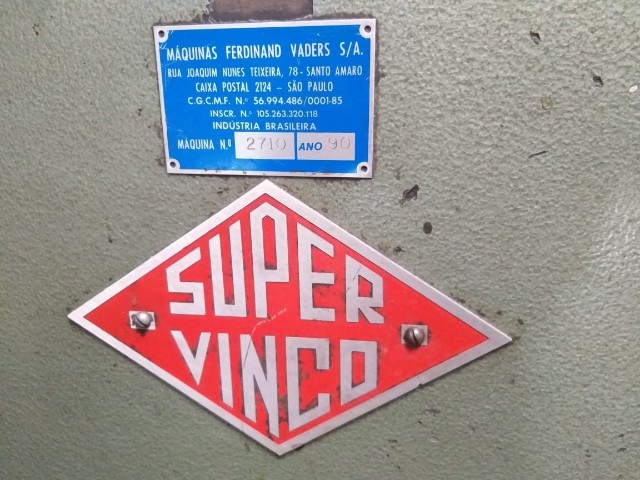 MÁQUINAS FERDINAND VADERS S/A.
RUA JOAQUIM NUNES TEIXEIRA, 78 - SANTO AMARO
CAIXA POSTAL 2124 - SÃO PAULO
C.G.C.M.F. N.º 56.994.486/0001-85
INSCR. N.º 105.263.320.118
INDÚSTRIA BRASILEIRA
MÁQUINA N.º 2710 ANO 90
SUPER
VINCO